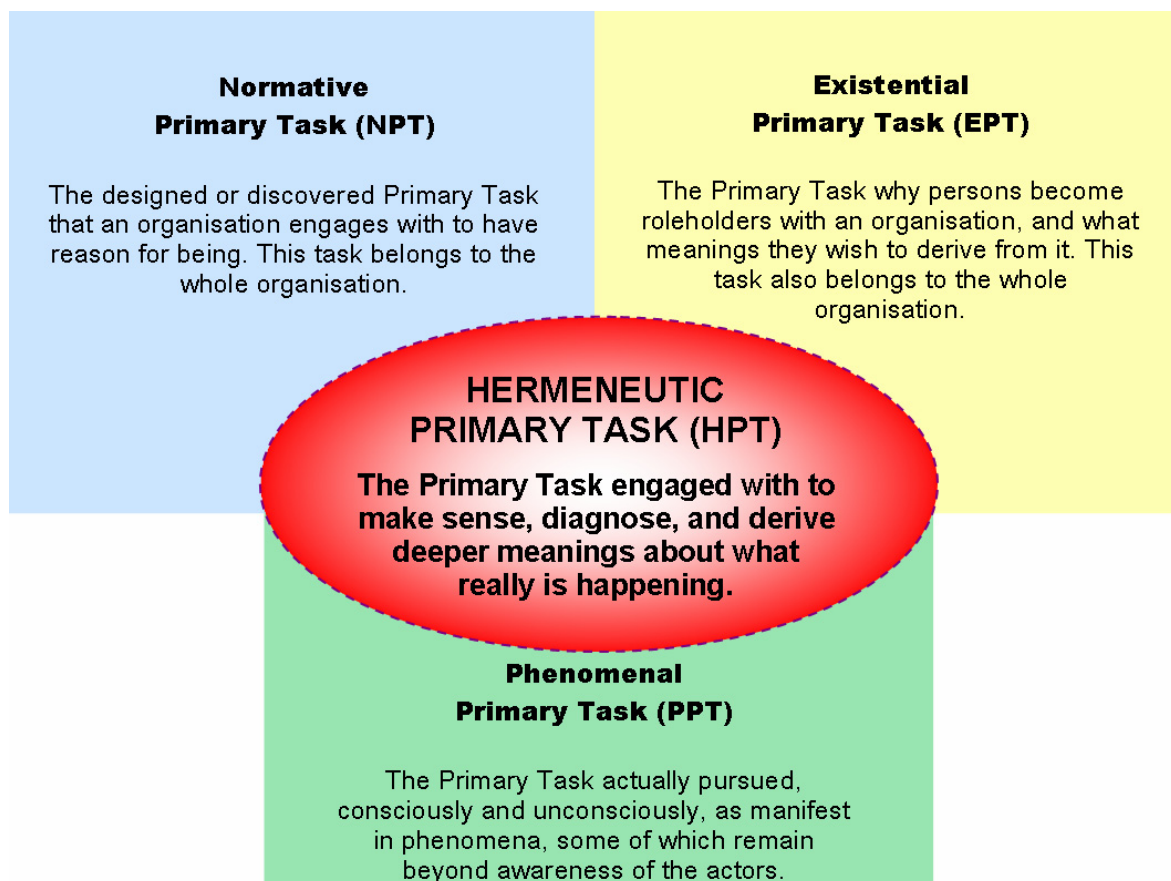 Normative
Primary Task (NPT)
The designed or discovered Primary Task
that an organisation engages with to have
reason for being. This task belongs to the
whole organisation.
Existential
Primary Task (EPT)
The Primary Task why persons become
roleholders with an organisation, and what
meanings they wish to derive from it. This
task also belongs to the whole
organisation.
HERMENEUTIC
PRIMARY TASK (HPT)
The Primary Task engaged with to
make sense, diagnose, and derive
deeper meanings about what
really is happening.
Phenomenal
Primary Task (PPT)
The Primary Task actually pursued,
consciously and unconsciously, as manifest
in phenomena, some of which remain
beyond awareness of the actors.